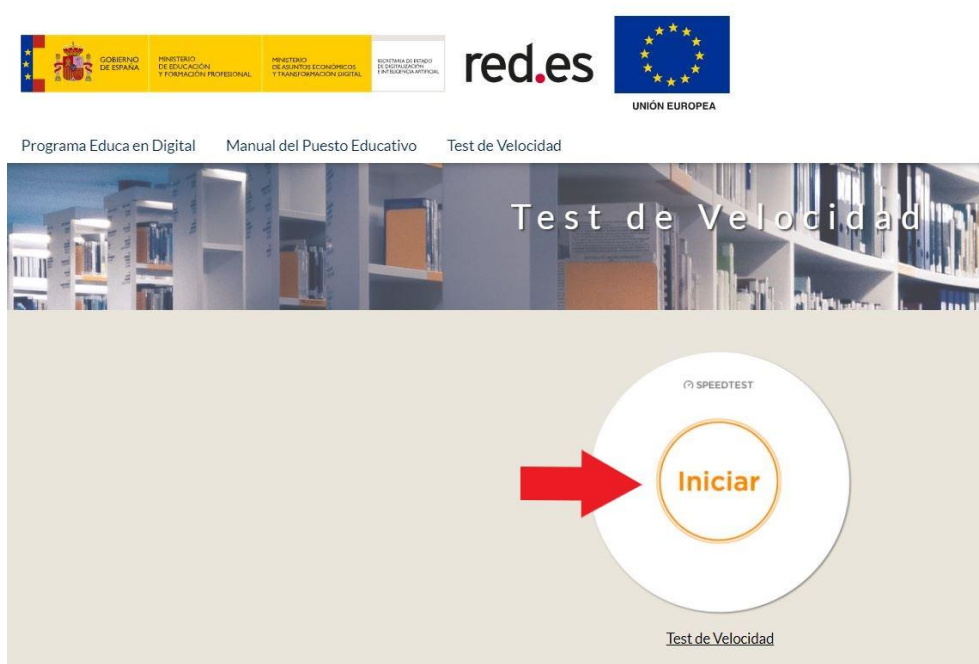 GOBIERNO
DE ESPAÑA
MINISTERIO
DE EDUCACIÓN
Y FORMACIÓN PROFESIONAL
MINISTERIO
DE ASUNTOS ECONÓMICOS
Y TRANSFORMACIÓN DIGITAL
SECRETARÍA DE ESTADO
DE DIGITALIZACIÓN
E INTELIGENCIA ARTIFICIAL
red.es
UNIÓN EUROPEA
Programa Educa en Digital Manual del Puesto Educativo Test de Velocidad
Test de Velocidad
SPEEDTEST
Iniciar
Test de Velocidad